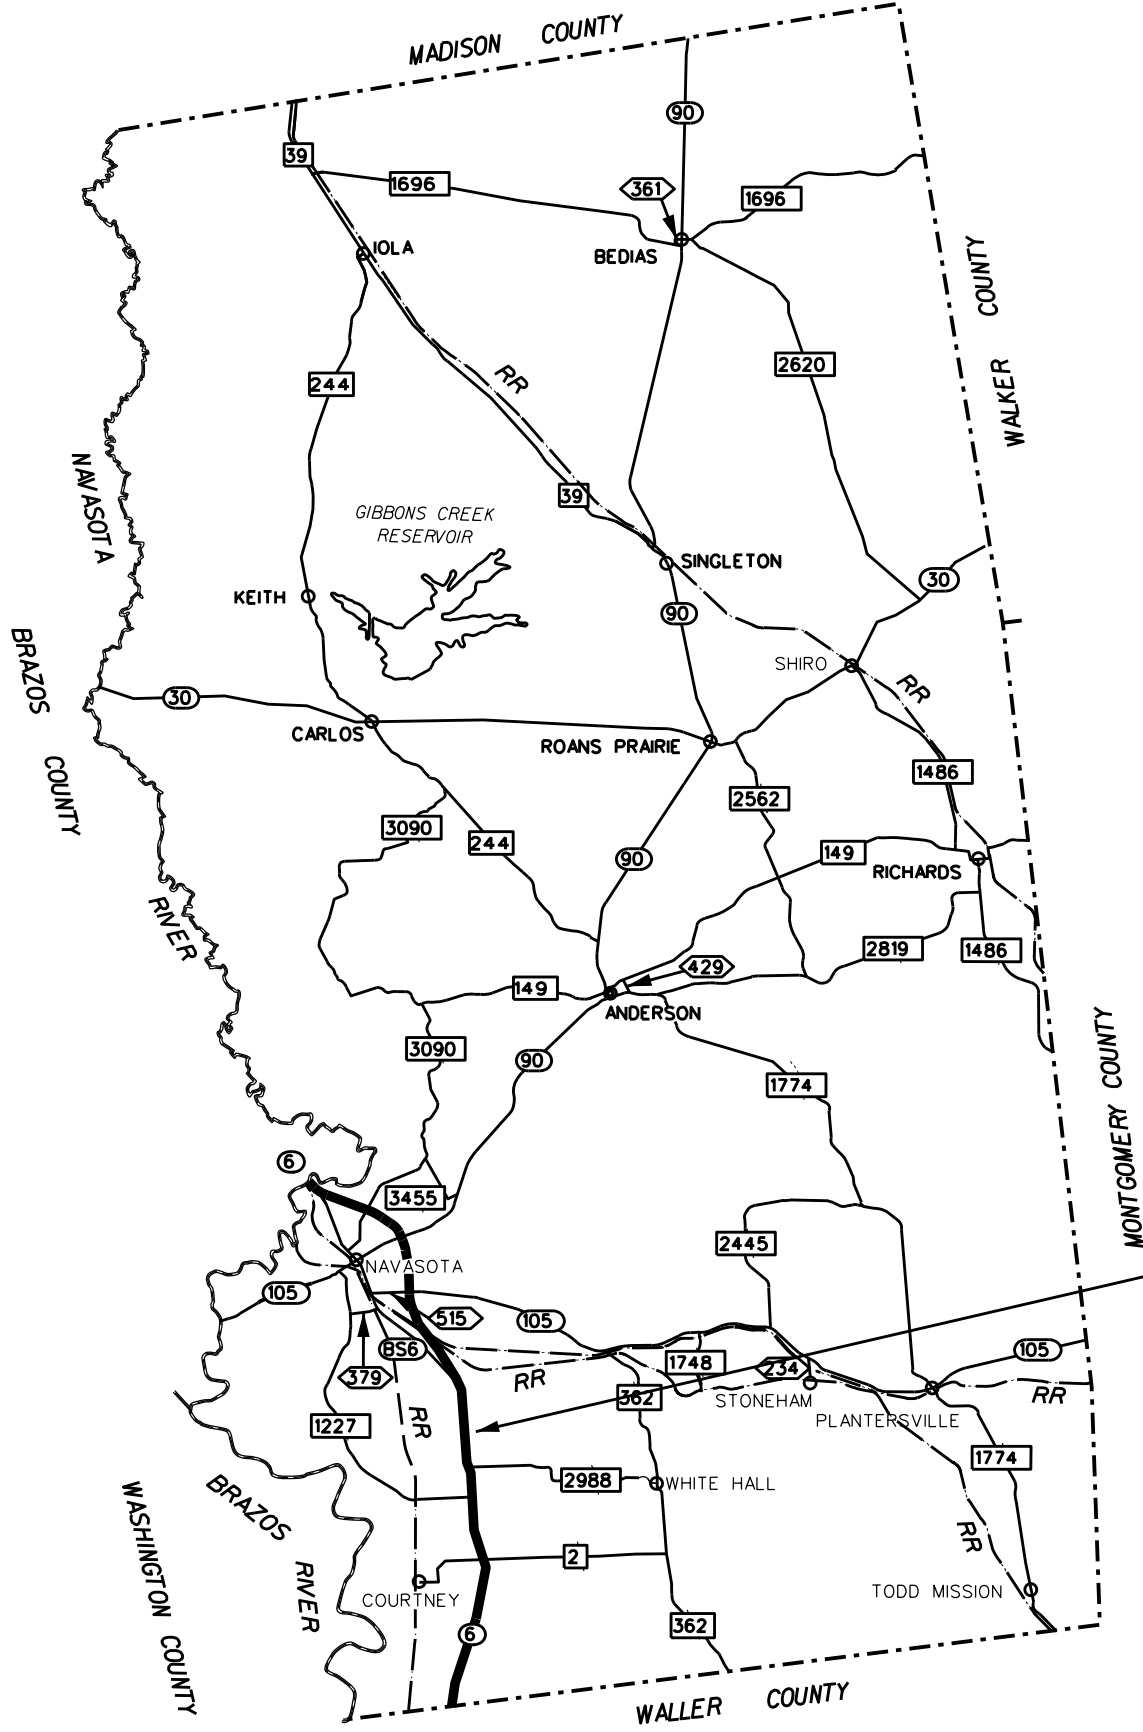 MADISON COUNTY
90
39
1696
361
1696
IOLA
BEDIAS
WALKER COUNTY
2620
RR
244
39
NAVASOTA
GIBBONS CREEK
RESERVOIR
SINGLETON
30
KEITH
90
SHIRO
RR
BRAZOS
COUNTY
30
CARLOS
ROANS PRAIRIE
1486
2562
3090
244
90
149
RICHARDS
RIVER
2819
1486
429
149
ANDERSON
3090
90
1774
MONTGOMERY COUNTY
6
3455
2445
NAVASOTA
105
515
105
BS6
105
1748
234
379
RR
362
STONEHAM
RR
RR
PLANTERSVILLE
1227
1774
2988
WHITE HALL
BRAZOS
RIVER
RR
WASHINGTON COUNTY
2
COURTNEY
TODD MISSION
6
362
WALLER COUNTY